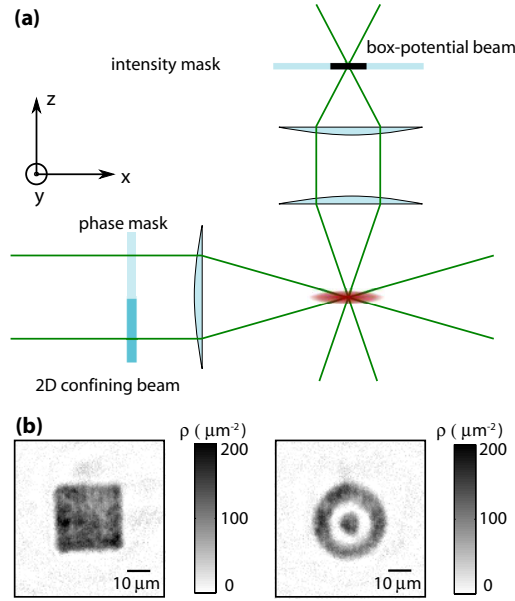 (a)
box-potential beam
intensity mask
z
x
y
phase mask
2D confining beam
(b)
ρ ( µm⁻²)
200
100
0
10 µm
ρ ( µm⁻²)
200
100
0
10 µm